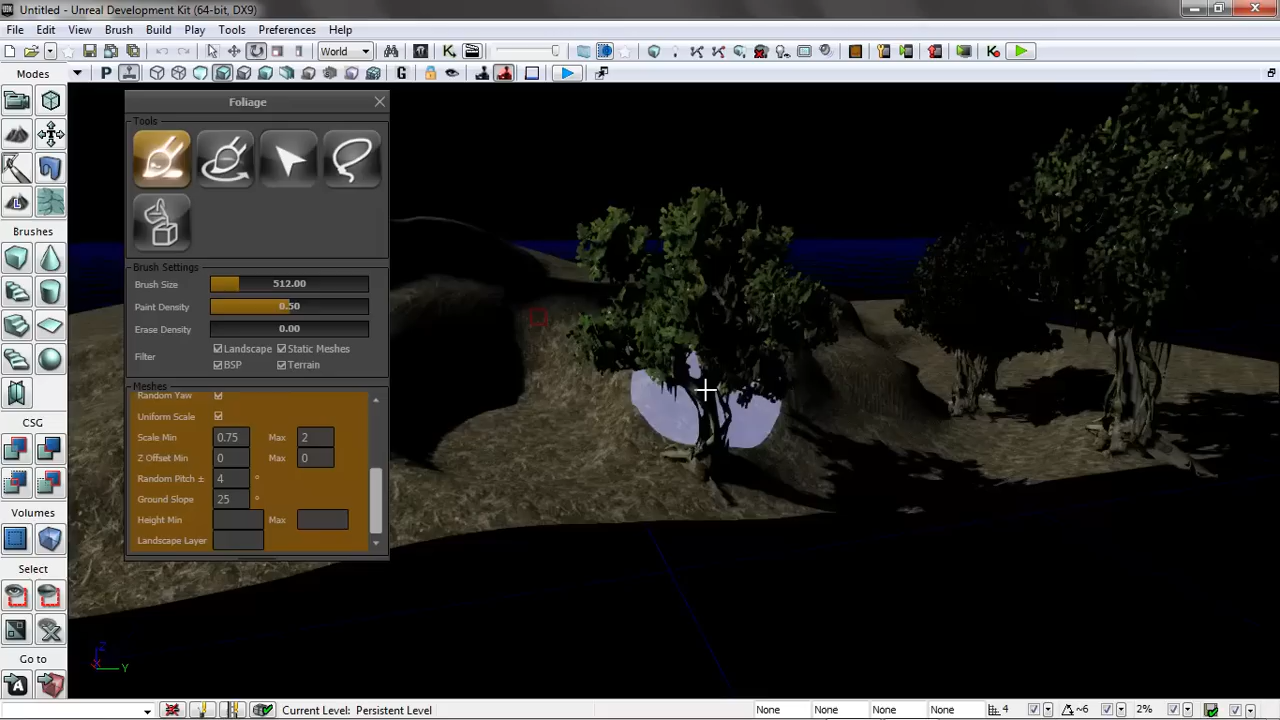 Untitled - Unreal Development Kit (64-bit, DX9)
File Edit View Brush Build Play Tools Preferences Help
World
Modes
P
G
Foliage
Tools
L
Brushes
Brush Settings
Brush Size 512.00
Paint Density 0.50
Erase Density 0.00
Filter Landscape Static Meshes
BSP Terrain
Meshes
Random Yaw
Uniform Scale
CSG
Scale Min 0.75 Max 2
Z Offset Min 0 Max 0
Random Pitch ± 4 °
Ground Slope 25 °
Height Min Max
Landscape Layer
Volumes
Select
Go to
Z
X Y
A
Current Level: Persistent Level None None None None 4 6 2%